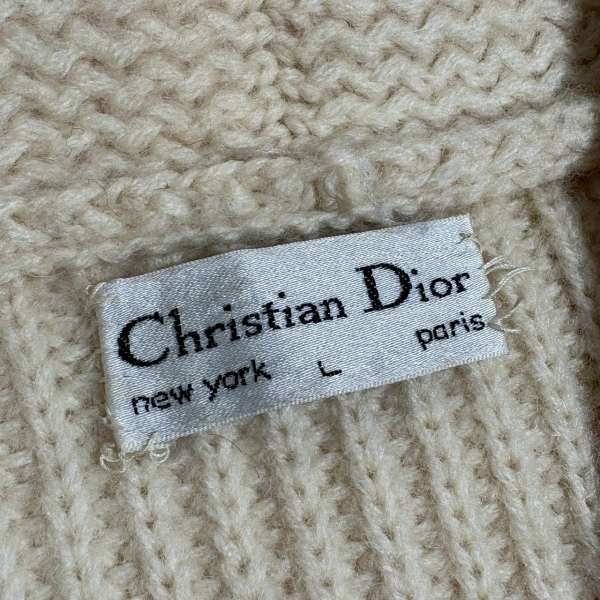 Christian Dior
new york L paris